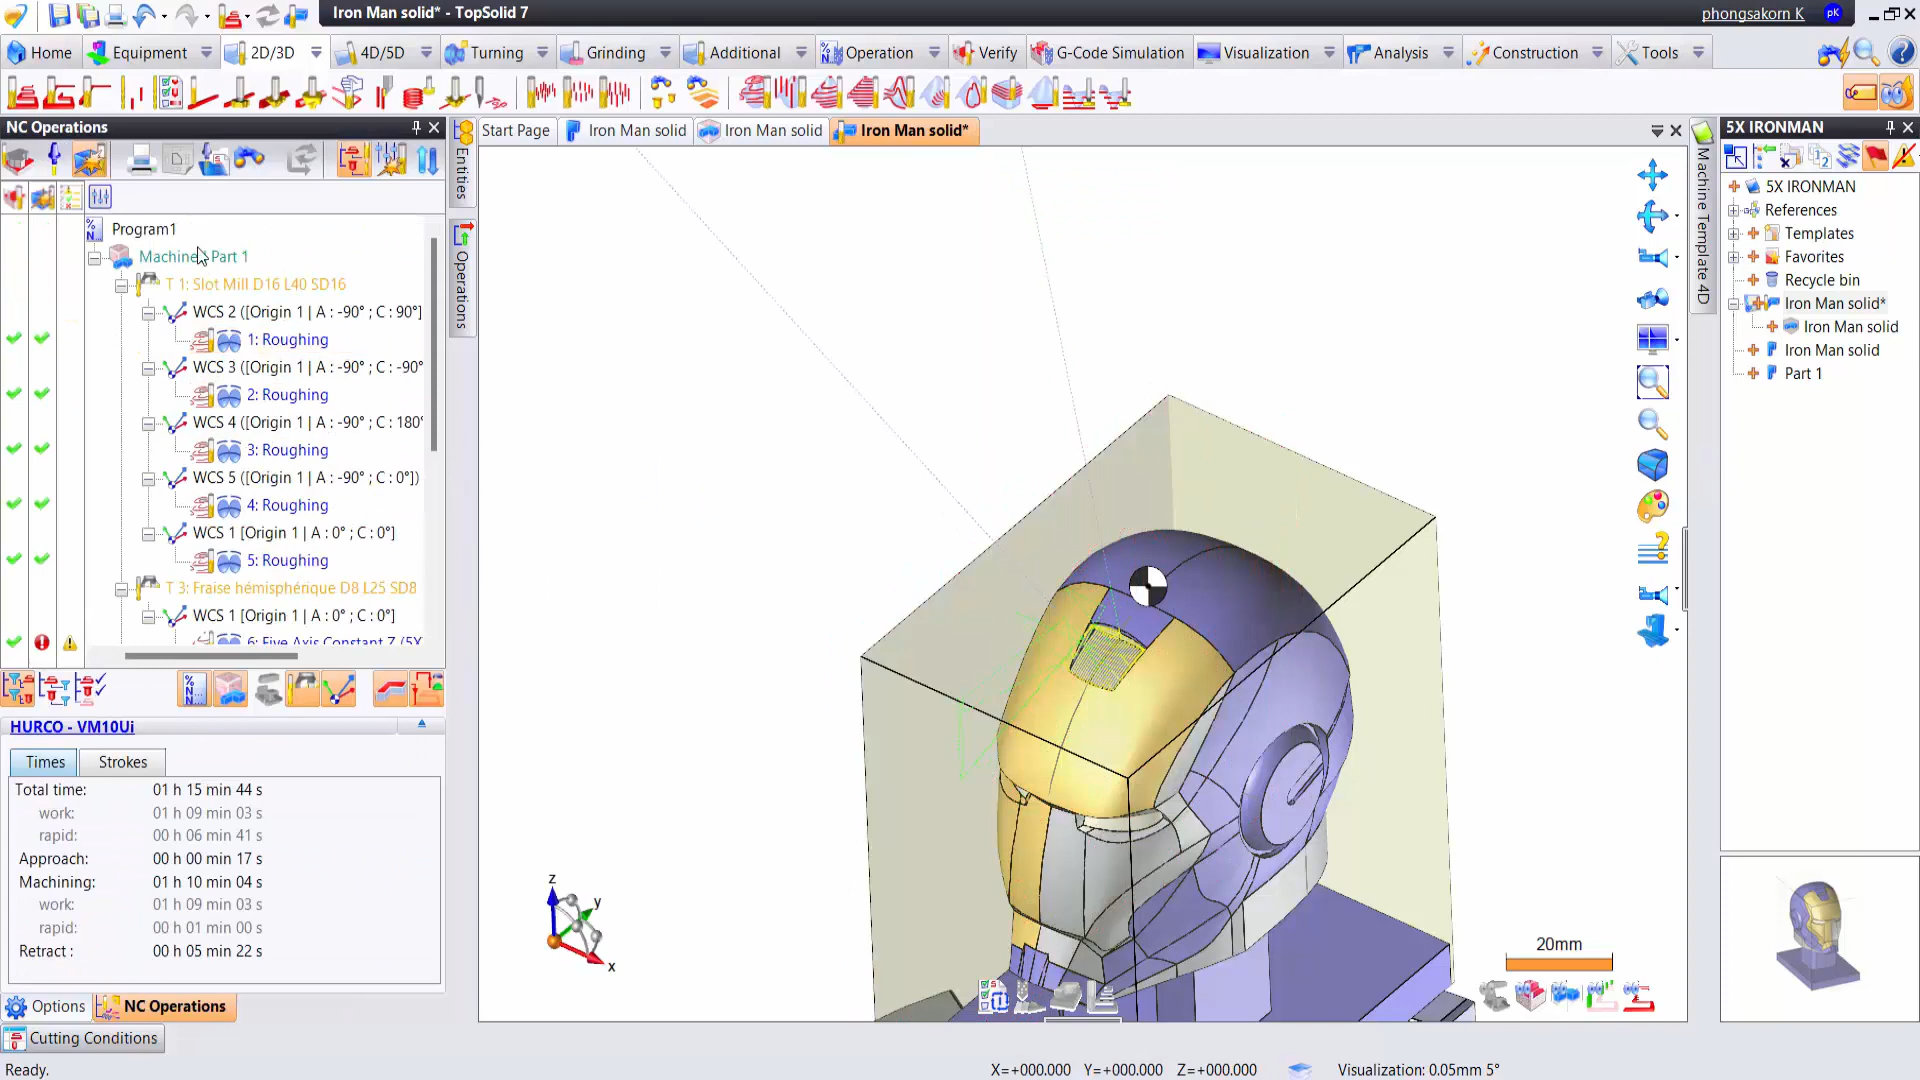 Iron Man solid* - TopSolid 7
phongsakorn K
pK
Home
Equipment
2D/3D
4D/5D
Turning
Grinding
Additional
Operation
Verify
G-Code Simulation
Visualization
Analysis
Construction
Tools
NC Operations
Program1
T 1: Slot Mill D16 L40 SD16
WCS 2 ([Origin 1 | A : -90° ; C : 90°]
1: Roughing
WCS 3 ([Origin 1 | A : -90° ; C : -90°
2: Roughing
WCS 4 ([Origin 1 | A : -90° ; C : 180°
3: Roughing
WCS 5 ([Origin 1 | A : -90° ; C : 0°])
4: Roughing
WCS 1 [Origin 1 | A : 0° ; C : 0°]
5: Roughing
T 3: Fraise hémisphérique D8 L25 SD8
WCS 1 [Origin 1 | A : 0° ; C : 0°]
6: Five Axis Constant Z (5X
HURCO - VM10Ui
Times
Strokes
Total time: 01 h 15 min 44 s
work: 01 h 09 min 03 s
rapid: 00 h 06 min 41 s
Approach: 00 h 00 min 17 s
Machining: 01 h 10 min 04 s
work: 01 h 09 min 03 s
rapid: 00 h 01 min 00 s
Retract : 00 h 05 min 22 s
Options
NC Operations
Cutting Conditions
Ready.
Entities
Operations
Start Page
Iron Man solid
Iron Man solid
Iron Man solid*
z
y
x
20mm
X=+000.000 Y=+000.000 Z=+000.000
Visualization: 0.05mm 5°
Machine Template 4D
5X IRONMAN
5X IRONMAN
References
Templates
Favorites
Recycle bin
Iron Man solid*
Iron Man solid
Iron Man solid
Part 1